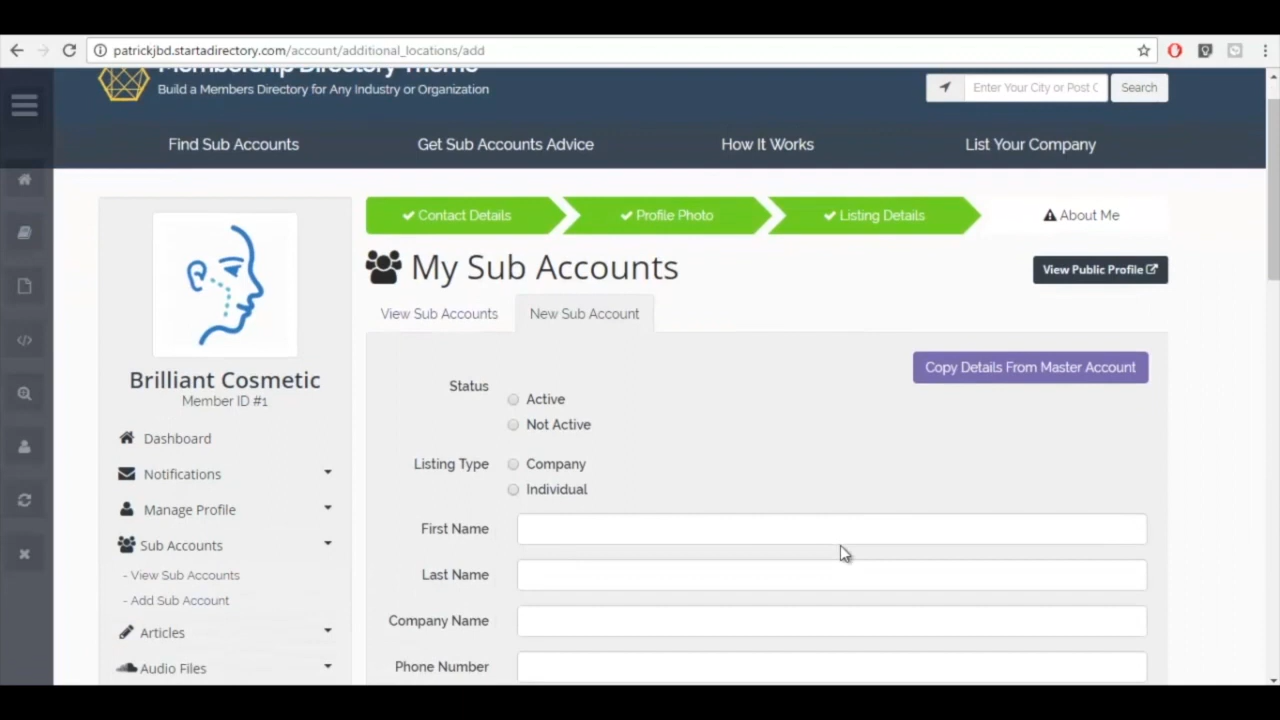 patrickjbd.startadirectory.com/account/additional_locations/add
Membership Directory Theme
Build a Members Directory for Any Industry or Organization
Enter Your City or Post C
Search
Find Sub Accounts
Get Sub Accounts Advice
How It Works
List Your Company
Contact Details
Profile Photo
Listing Details
About Me
My Sub Accounts
View Public Profile
View Sub Accounts
New Sub Account
Copy Details From Master Account
Brilliant Cosmetic
Member ID #1
Dashboard
Notifications
Manage Profile
Sub Accounts
- View Sub Accounts
- Add Sub Account
Articles
Audio Files
Status
Active
Not Active
Listing Type
Company
Individual
First Name
Last Name
Company Name
Phone Number